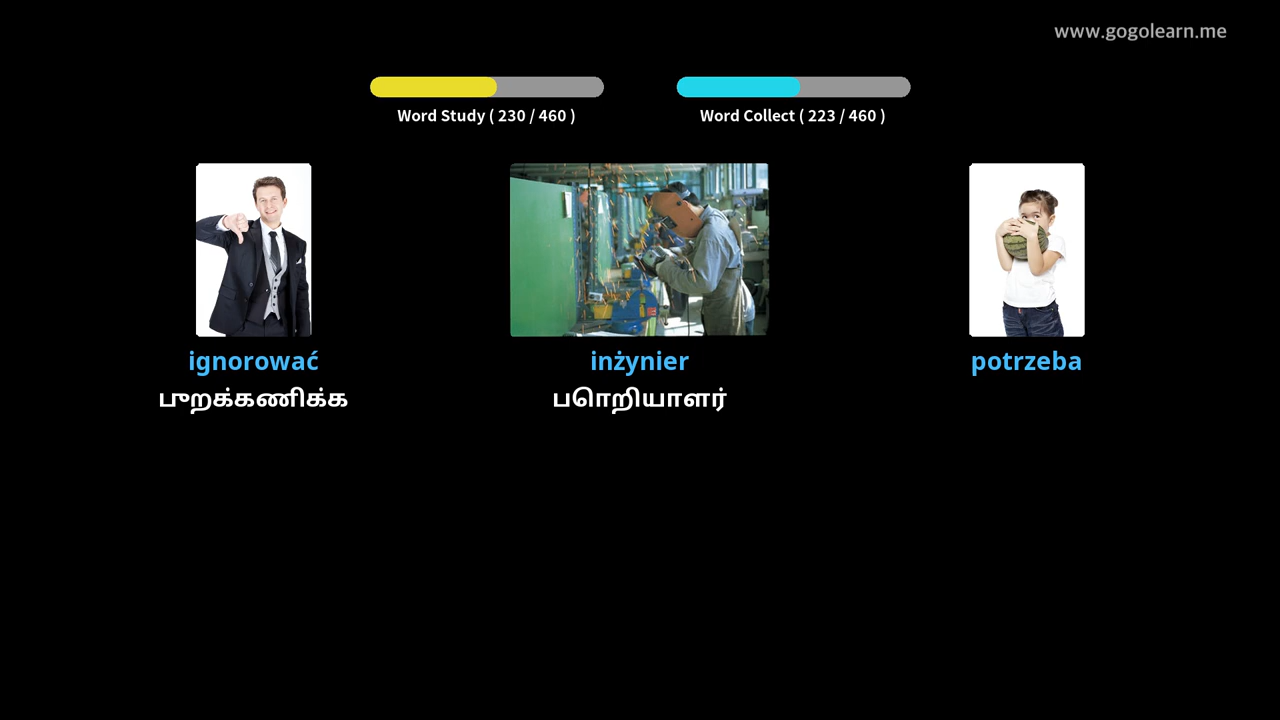 www.gogolearn.me
Word Study ( 230 / 460 )
Word Collect ( 223 / 460 )
ignorować
inżynier
potrzeba
புறக்கணிக்க
பொறியாளர்